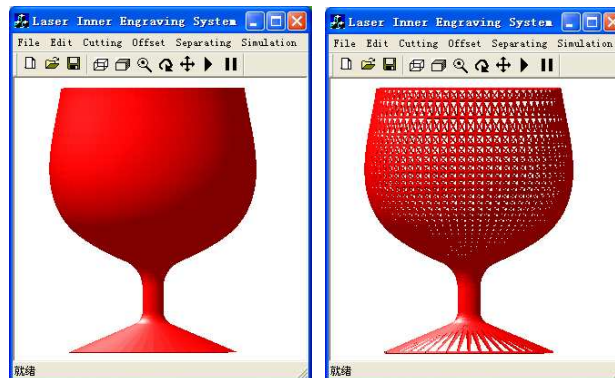 Laser Inner Engraving System
File Edit Cutting Offset Separating Simulation
就绪
Laser Inner Engraving System
File Edit Cutting Offset Separating Simulation
就绪